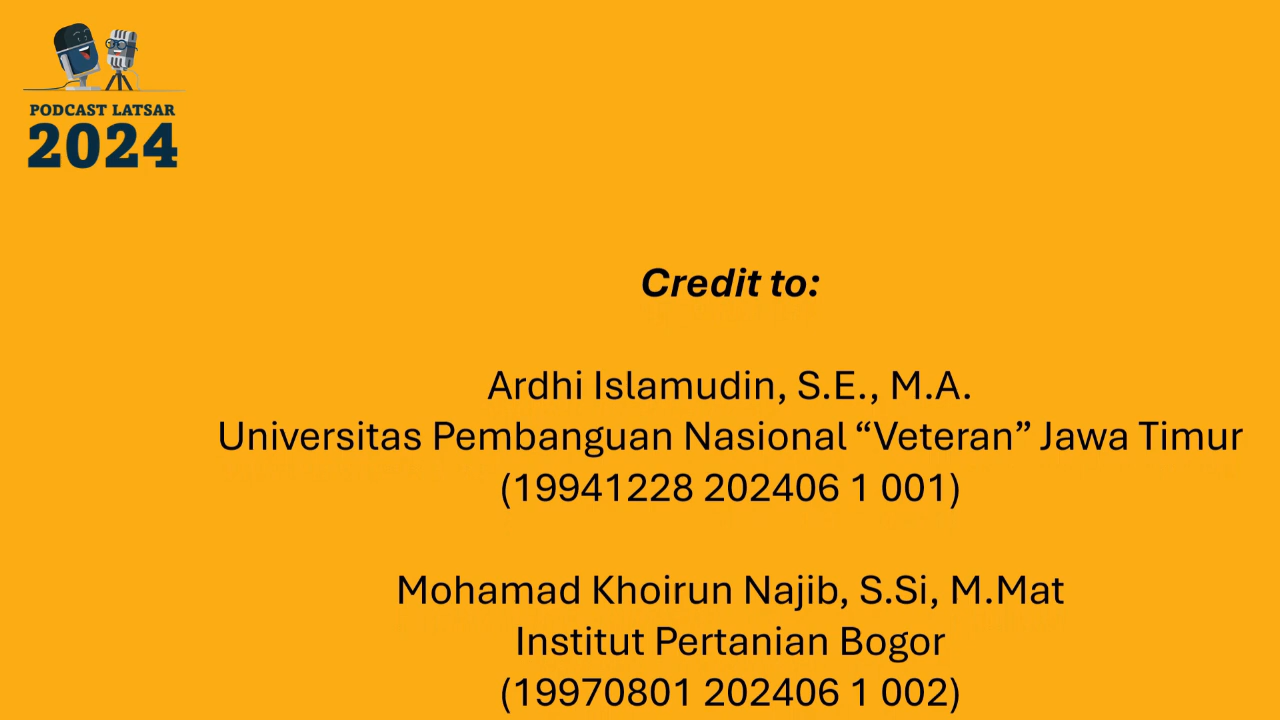 PODCAST LATSAR
2024
Credit to:
Ardhi Islamudin, S.E., M.A.
Universitas Pembanguan Nasional “Veteran” Jawa Timur
(19941228 202406 1 001)
Mohamad Khoirun Najib, S.Si, M.Mat
Institut Pertanian Bogor
(19970801 202406 1 002)